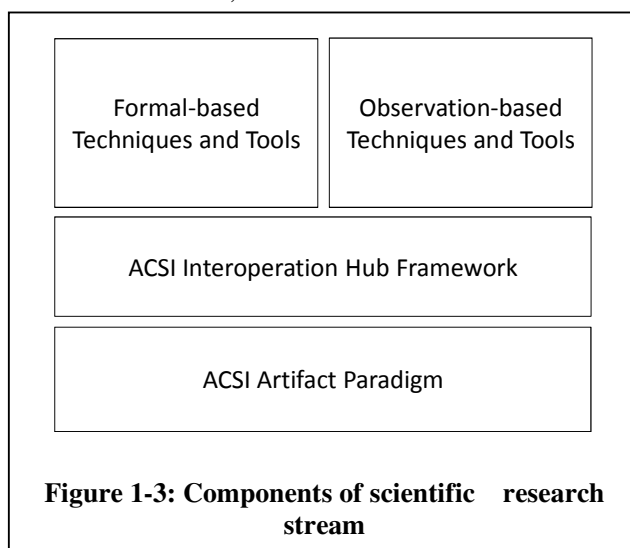 Formal-based
Techniques and Tools
Observation-based
Techniques and Tools
ACSI Interoperation Hub Framework
ACSI Artifact Paradigm
Figure 1-3: Components of scientific research
stream